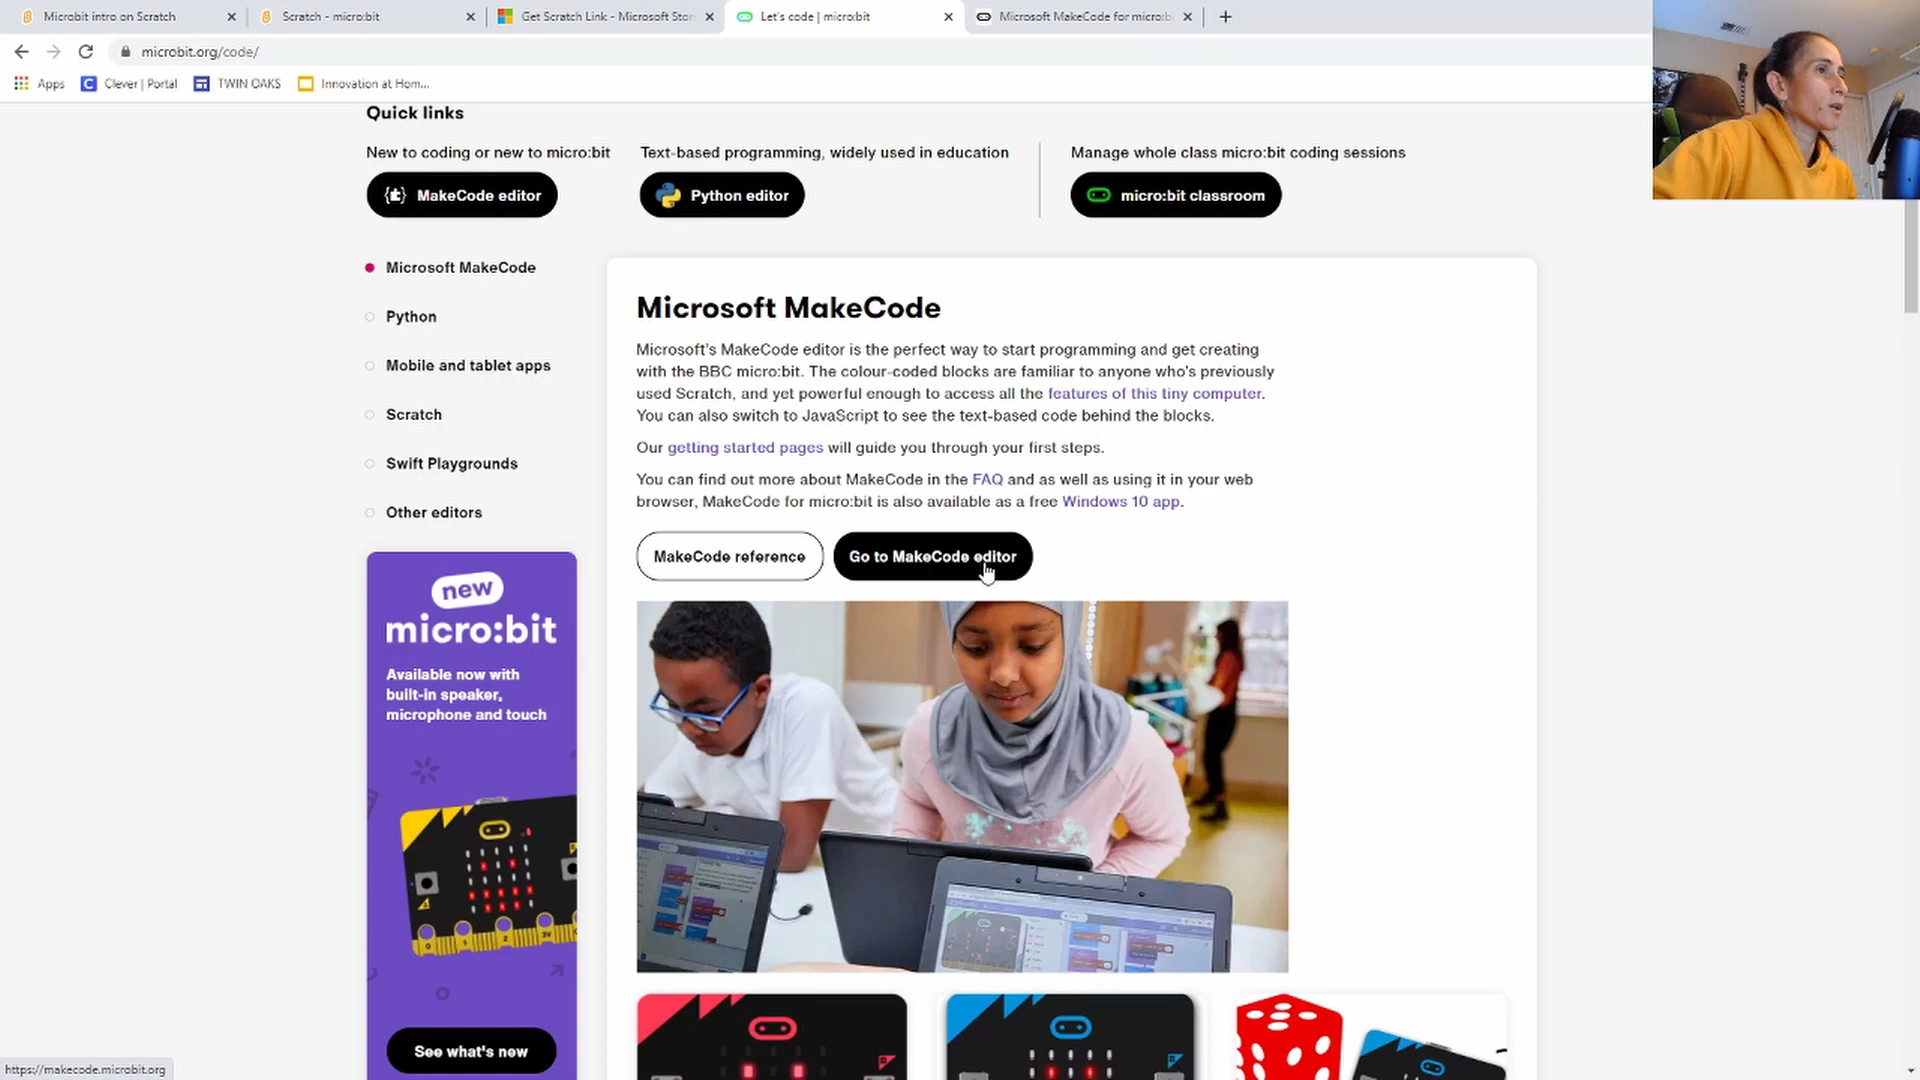 Microbit intro on Scratch
Scratch - micro:bit
Get Scratch Link - Microsoft Stor
Let's code | micro:bit
Microsoft MakeCode for micro:b
microbit.org/code/
Apps
Clever | Portal
TWIN OAKS
Innovation at Hom...
Quick links
New to coding or new to micro:bit
Text-based programming, widely used in education
Manage whole class micro:bit coding sessions
MakeCode editor
Python editor
micro:bit classroom
Microsoft MakeCode
Python
Mobile and tablet apps
Scratch
Swift Playgrounds
Other editors
Microsoft MakeCode
Microsoft's MakeCode editor is the perfect way to start programming and get creating
with the BBC micro:bit. The colour-coded blocks are familiar to anyone who's previously
used Scratch, and yet powerful enough to access all the features of this tiny computer.
You can also switch to JavaScript to see the text-based code behind the blocks.
Our getting started pages will guide you through your first steps.
You can find out more about MakeCode in the FAQ and as well as using it in your web
browser, MakeCode for micro:bit is also available as a free Windows 10 app.
MakeCode reference
Go to MakeCode editor
new
micro:bit
Available now with
built-in speaker,
microphone and touch
0 1 2 3V
See what's new
https://makecode.microbit.org